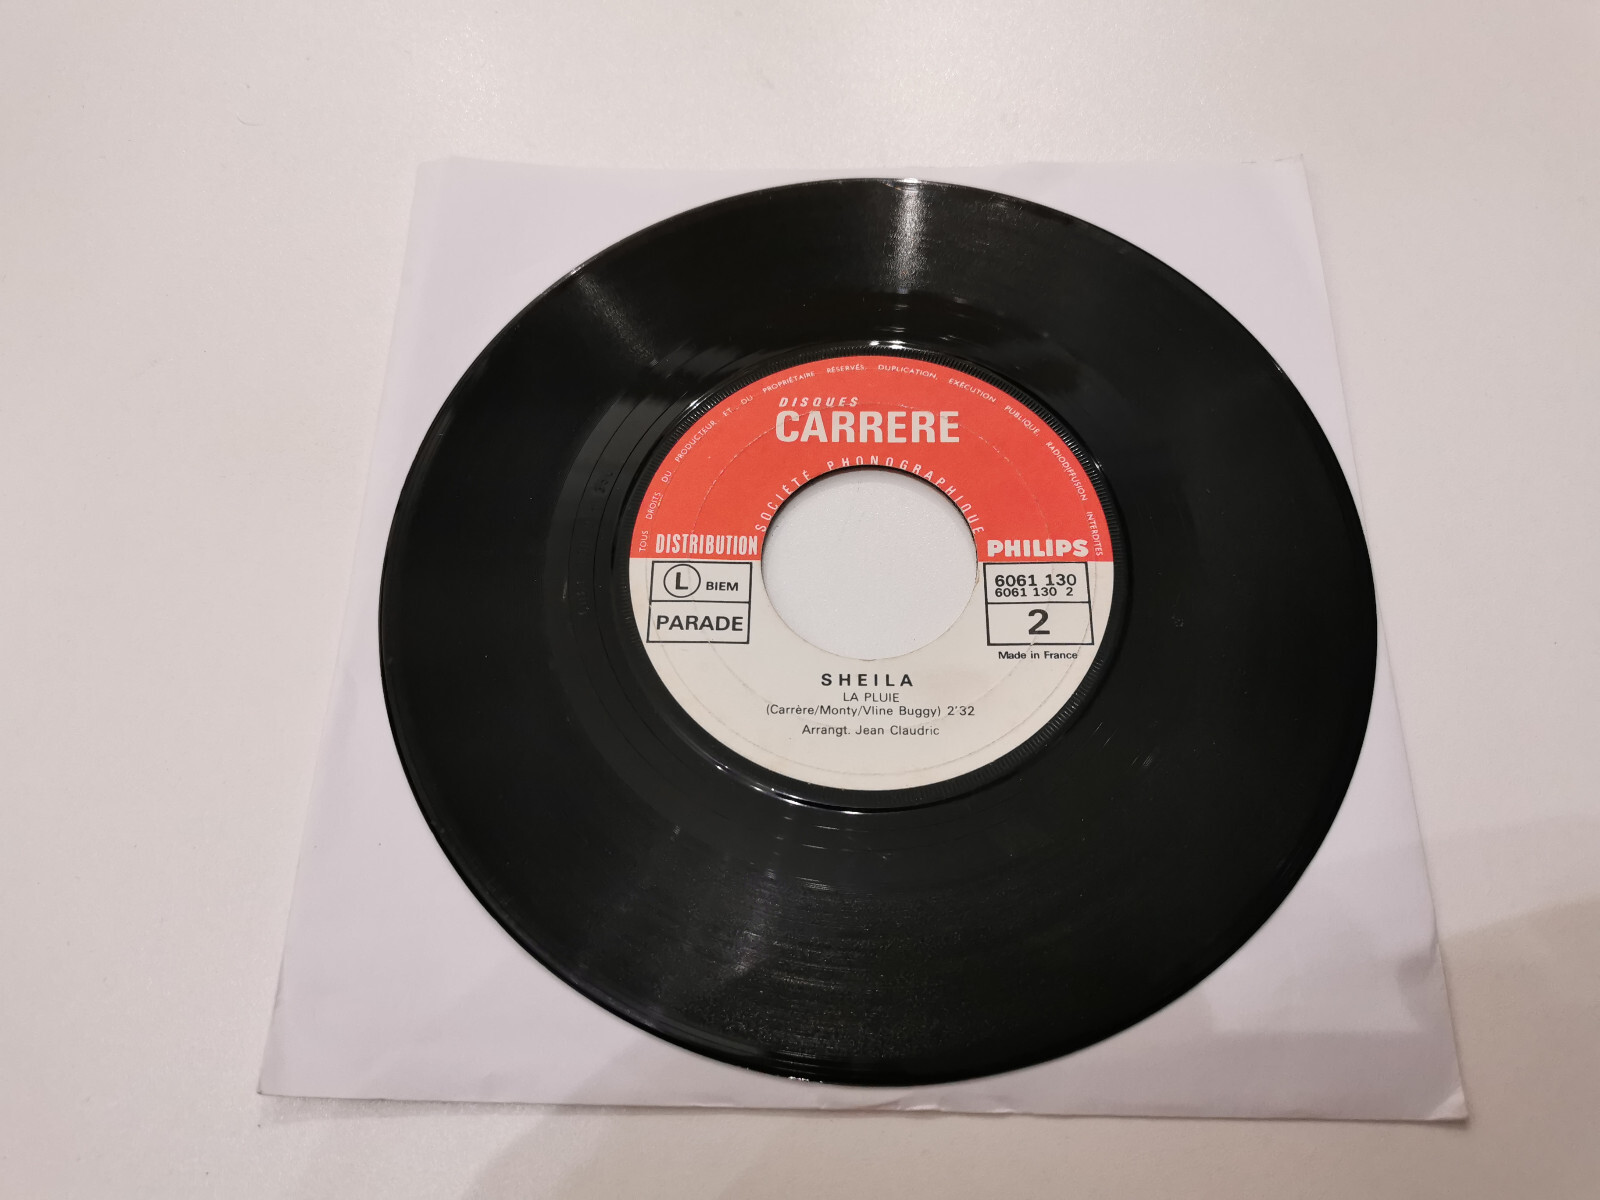 TOUS DROITS DU PRODUCTEUR ET DU PROPRIÉTAIRE RÉSERVÉS. DUPLICATION, EXÉCUTION PUBLIQUE RADIODIFFUSION INTERDITES
DISQUES
CARRERE
SOCIÉTÉ PHONOGRAPHIQUE
DISTRIBUTION PHILIPS
L BIEM
PARADE
6061 130
6061 130 2
2
Made in France
SHEILA
LA PLUIE
(Carrère/Monty/Vline Buggy) 2'32
Arrangt. Jean Claudric